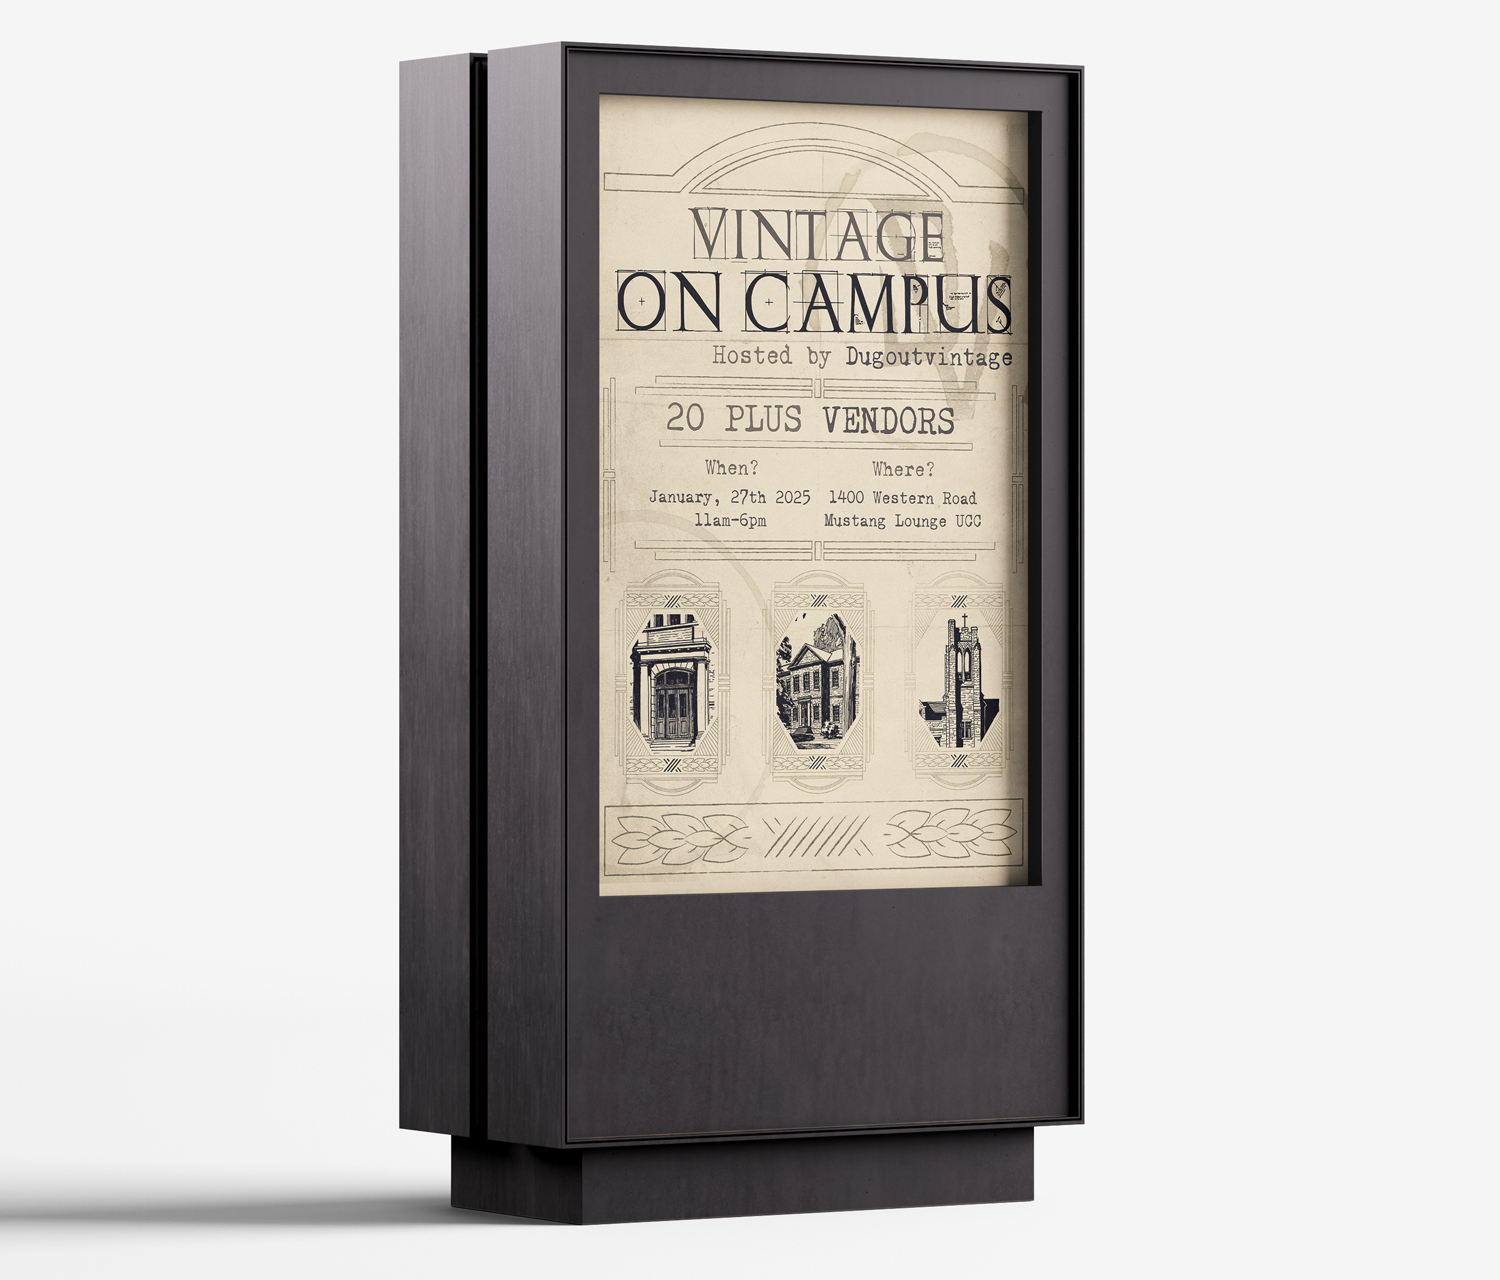 VINTAGE
ON CAMPUS
Hosted by Dugoutvintage
20 PLUS VENDORS
When?
January, 27th 2025
11am-6pm
Where?
1400 Western Road
Mustang Lounge UCC